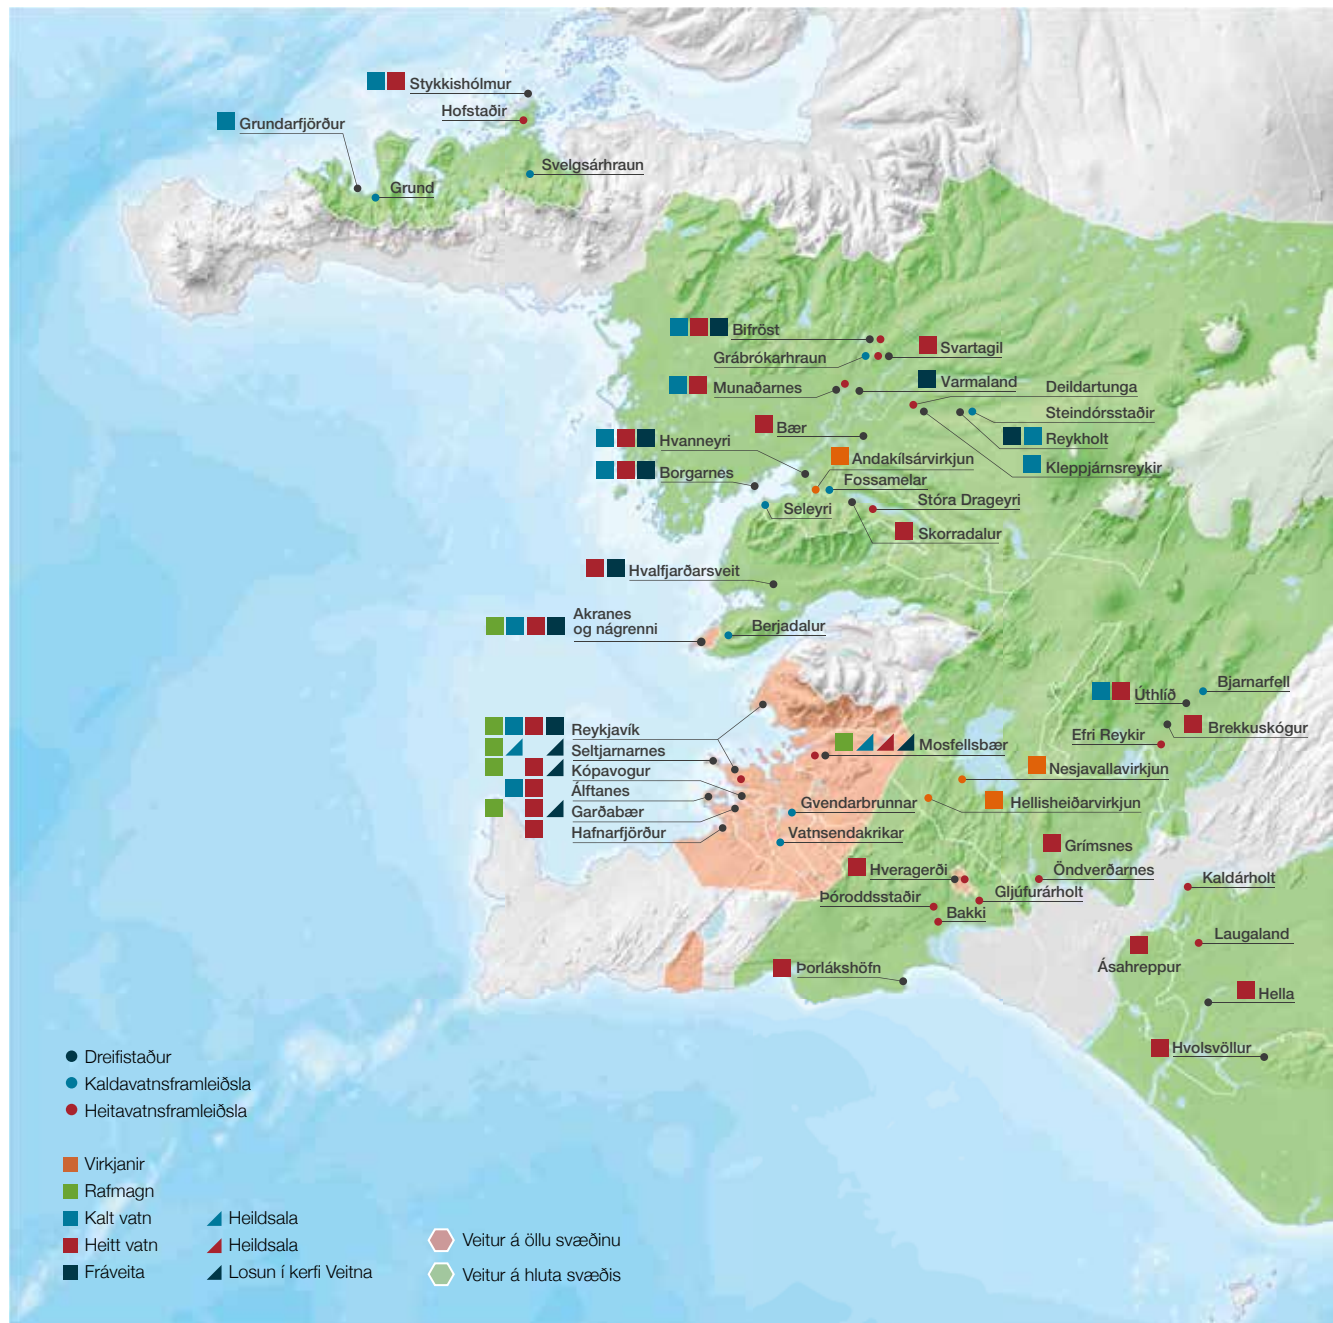 Stykkishólmur
Hofstaðir
Grundarfjörður
Svelgsárhraun
Grund
Bifröst
Svartagil
Grábrókarhraun
Varmaland
Deildartunga
Munaðarnes
Steindórsstaðir
Bær
Reykholt
Hvanneyri
Andakílsárvirkjun
Kleppjárnsreykir
Borgarnes
Fossamelar
Stóra Drageyri
Seleyri
Skorradalur
Hvalfjarðarsveit
Akranes
og nágrenni
Berjadalur
Bjarnarfell
Úthlíð
Brekkuskógur
Efri Reykir
Reykjavík
Seltjarnarnes
Mosfellsbær
Kópavogur
Nesjavallavirkjun
Álftanes
Gvendarbrunnar
Hellisheiðarvirkjun
Garðabær
Hafnarfjörður
Vatnsendakrikar
Grímsnes
Hveragerði
Öndverðarnes
Kaldárholt
Þóroddsstaðir
Gljúfurárholt
Bakki
Laugaland
Þorlákshöfn
Ásahreppur
Hella
Hvolsvöllur
Dreifistaður
Kaldavatnsframleiðsla
Heitavatnsframleiðsla
Virkjanir
Rafmagn
Kalt vatn
Heildsala
Heitt vatn
Heildsala
Fráveita
Losun í kerfi Veitna
Veitur á öllu svæðinu
Veitur á hluta svæðis